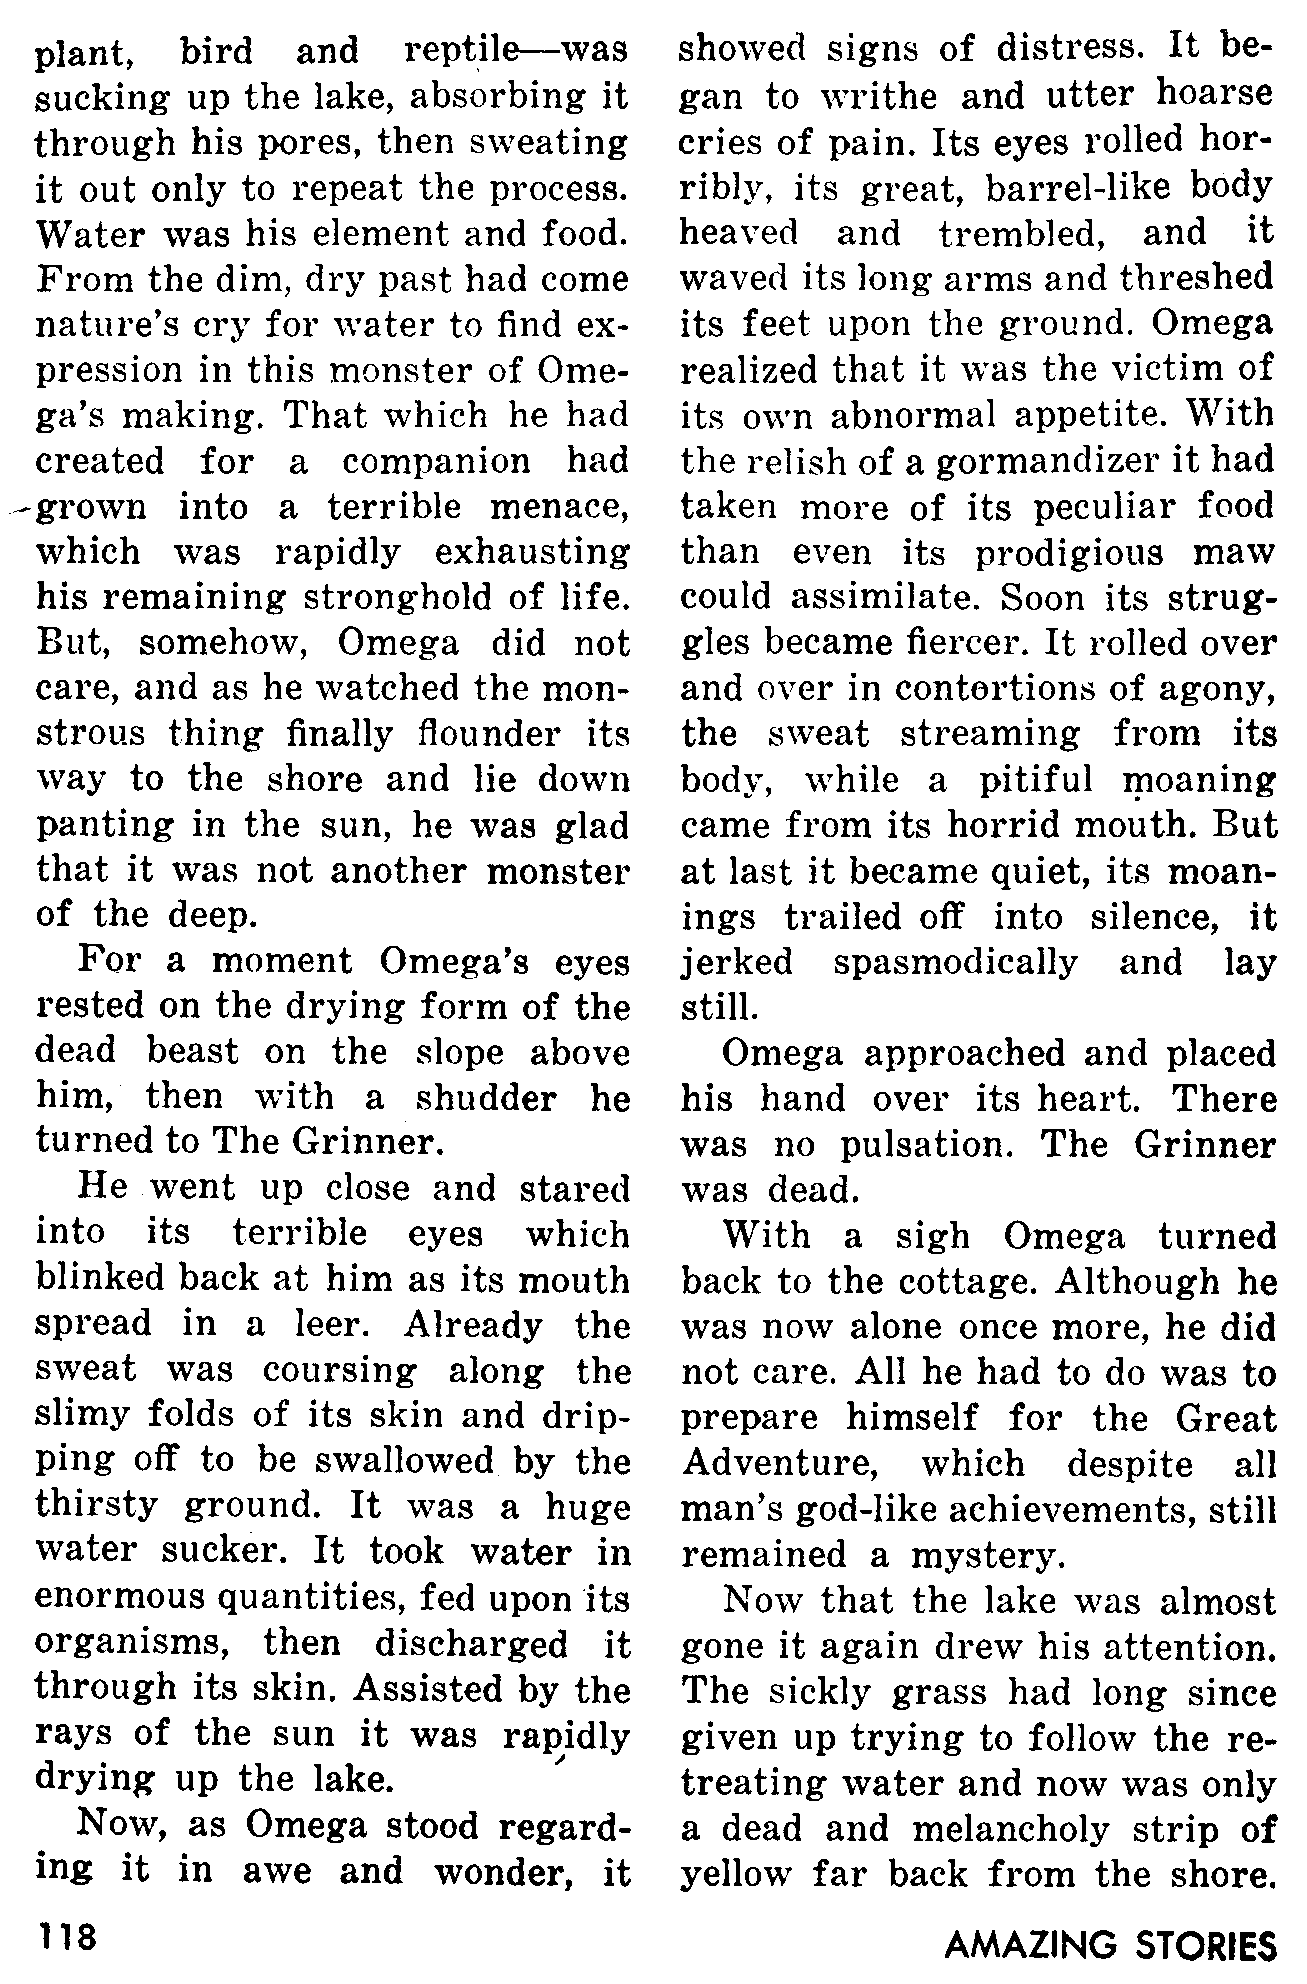 plant, bird and reptile—was
sucking up the lake, absorbing it
through his pores, then sweating
it out only to repeat the process.
Water was his element and food.
From the dim, dry past had come
nature's cry for water to find ex-
pression in this monster of Ome-
ga's making. That which he had
created for a companion had
grown into a terrible menace,
which was rapidly exhausting
his remaining stronghold of life.
But, somehow, Omega did not
care, and as he watched the mon-
strous thing finally flounder its
way to the shore and lie down
panting in the sun, he was glad
that it was not another monster
of the deep.
For a moment Omega's eyes
rested on the drying form of the
dead beast on the slope above
him, then with a shudder he
turned to The Grinner.
He went up close and stared
into its terrible eyes which
blinked back at him as its mouth
spread in a leer. Already the
sweat was coursing along the
slimy folds of its skin and drip-
ping off to be swallowed by the
thirsty ground. It was a huge
water sucker. It took water in
enormous quantities, fed upon its
organisms, then discharged it
through its skin. Assisted by the
rays of the sun it was rapidly
drying up the lake.
Now, as Omega stood regard-
ing it in awe and wonder, it
showed signs of distress. It be-
gan to writhe and utter hoarse
cries of pain. Its eyes rolled hor-
ribly, its great, barrel-like body
heaved and trembled, and it
waved its long arms and threshed
its feet upon the ground. Omega
realized that it was the victim of
its own abnormal appetite. With
the relish of a gormandizer it had
taken more of its peculiar food
than even its prodigious maw
could assimilate. Soon its strug-
gles became fiercer. It rolled over
and over in contortions of agony,
the sweat streaming from its
body, while a pitiful moaning
came from its horrid mouth. But
at last it became quiet, its moan-
ings trailed off into silence, it
jerked spasmodically and lay
still.
Omega approached and placed
his hand over its heart. There
was no pulsation. The Grinner
was dead.
With a sigh Omega turned
back to the cottage. Although he
was now alone once more, he did
not care. All he had to do was to
prepare himself for the Great
Adventure, which despite all
man's god-like achievements, still
remained a mystery.
Now that the lake was almost
gone it again drew his attention.
The sickly grass had long since
given up trying to follow the re-
treating water and now was only
a dead and melancholy strip of
yellow far back from the shore.
118
AMAZING STORIES